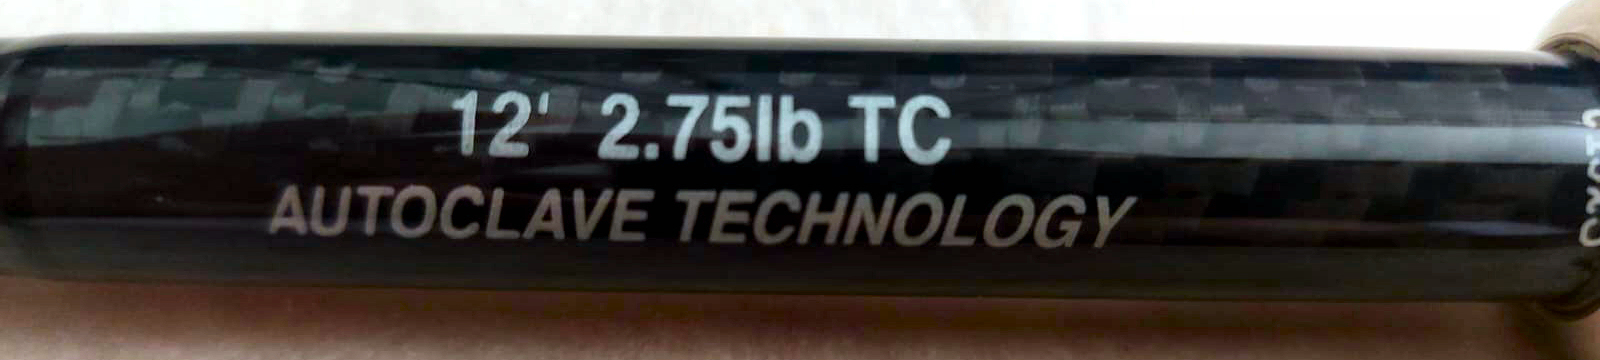 12' 2.75lb TC
AUTOCLAVE TECHNOLOGY